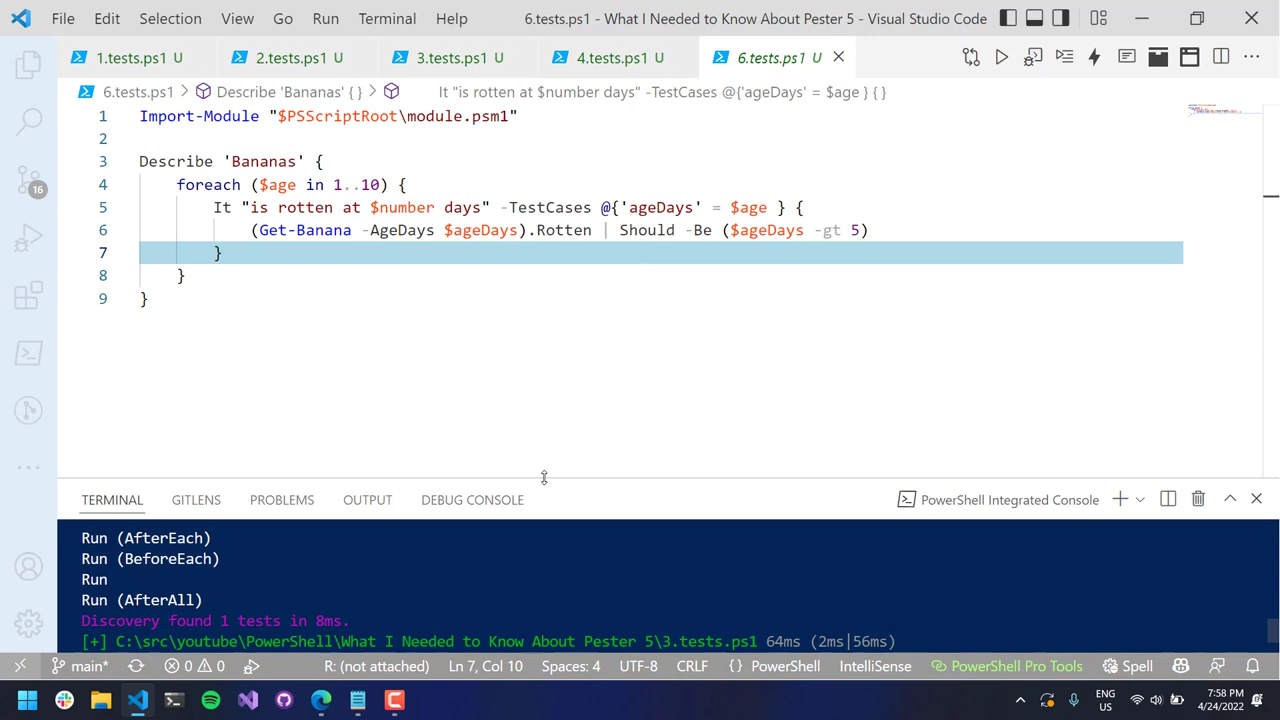 File Edit Selection View Go Run Terminal Help 6.tests.ps1 - What I Needed to Know About Pester 5 - Visual Studio Code
1.tests.ps1 U 2.tests.ps1 U 3.tests.ps1 U 4.tests.ps1 U 6.tests.ps1 U
6.tests.ps1 > Describe 'Bananas' { } > It "is rotten at $number days" -TestCases @{'ageDays' = $age } { }
1 Import-Module "$PSScriptRoot\module.psm1"
2
3 Describe 'Bananas' {
4 foreach ($age in 1..10) {
5 It "is rotten at $number days" -TestCases @{'ageDays' = $age } {
6 (Get-Banana -AgeDays $ageDays).Rotten | Should -Be ($ageDays -gt 5)
7 }
8 }
9 }
16
TERMINAL GITLENS PROBLEMS OUTPUT DEBUG CONSOLE PowerShell Integrated Console
Run (AfterEach)
Run (BeforeEach)
Run
Run (AfterAll)
Discovery found 1 tests in 8ms.
[+] C:\src\youtube\PowerShell\What I Needed to Know About Pester 5\3.tests.ps1 64ms (2ms|56ms)
main* 0 0 R: (not attached) Ln 7, Col 10 Spaces: 4 UTF-8 CRLF { } PowerShell IntelliSense PowerShell Pro Tools Spell
ENG US 7:58 PM 4/24/2022